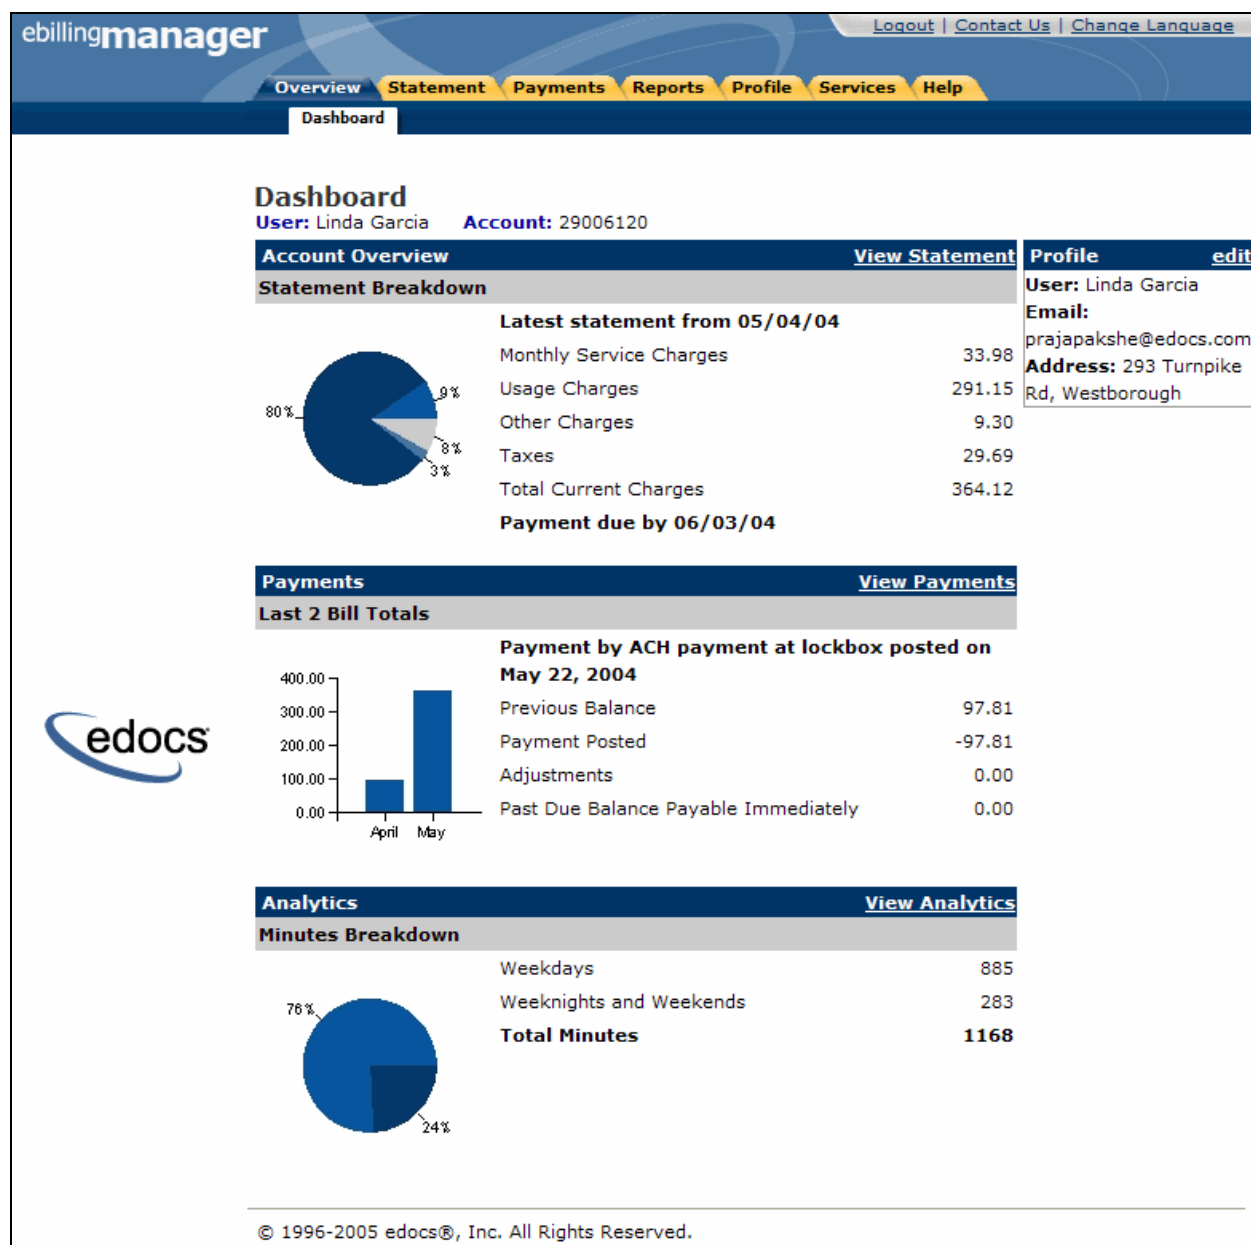 ebillingmanager
Logout | Contact Us | Change Language
Overview Statement Payments Reports Profile Services Help
Dashboard
Dashboard
User: Linda Garcia Account: 29006120
Account Overview View Statement
Statement Breakdown
Latest statement from 05/04/04
Monthly Service Charges 33.98
Usage Charges 291.15
Other Charges 9.30
Taxes 29.69
Total Current Charges 364.12
Payment due by 06/03/04
80%
9%
8%
3%
Profile edit
User: Linda Garcia
Email:
prajapakshe@edocs.com
Address: 293 Turnpike
Rd, Westborough
Payments View Payments
Last 2 Bill Totals
Payment by ACH payment at lockbox posted on
May 22, 2004
Previous Balance 97.81
Payment Posted -97.81
Adjustments 0.00
Past Due Balance Payable Immediately 0.00
400.00
300.00
200.00
100.00
0.00
April May
edocs
Analytics View Analytics
Minutes Breakdown
Weekdays 885
Weeknights and Weekends 283
Total Minutes 1168
76%
24%
© 1996-2005 edocs®, Inc. All Rights Reserved.